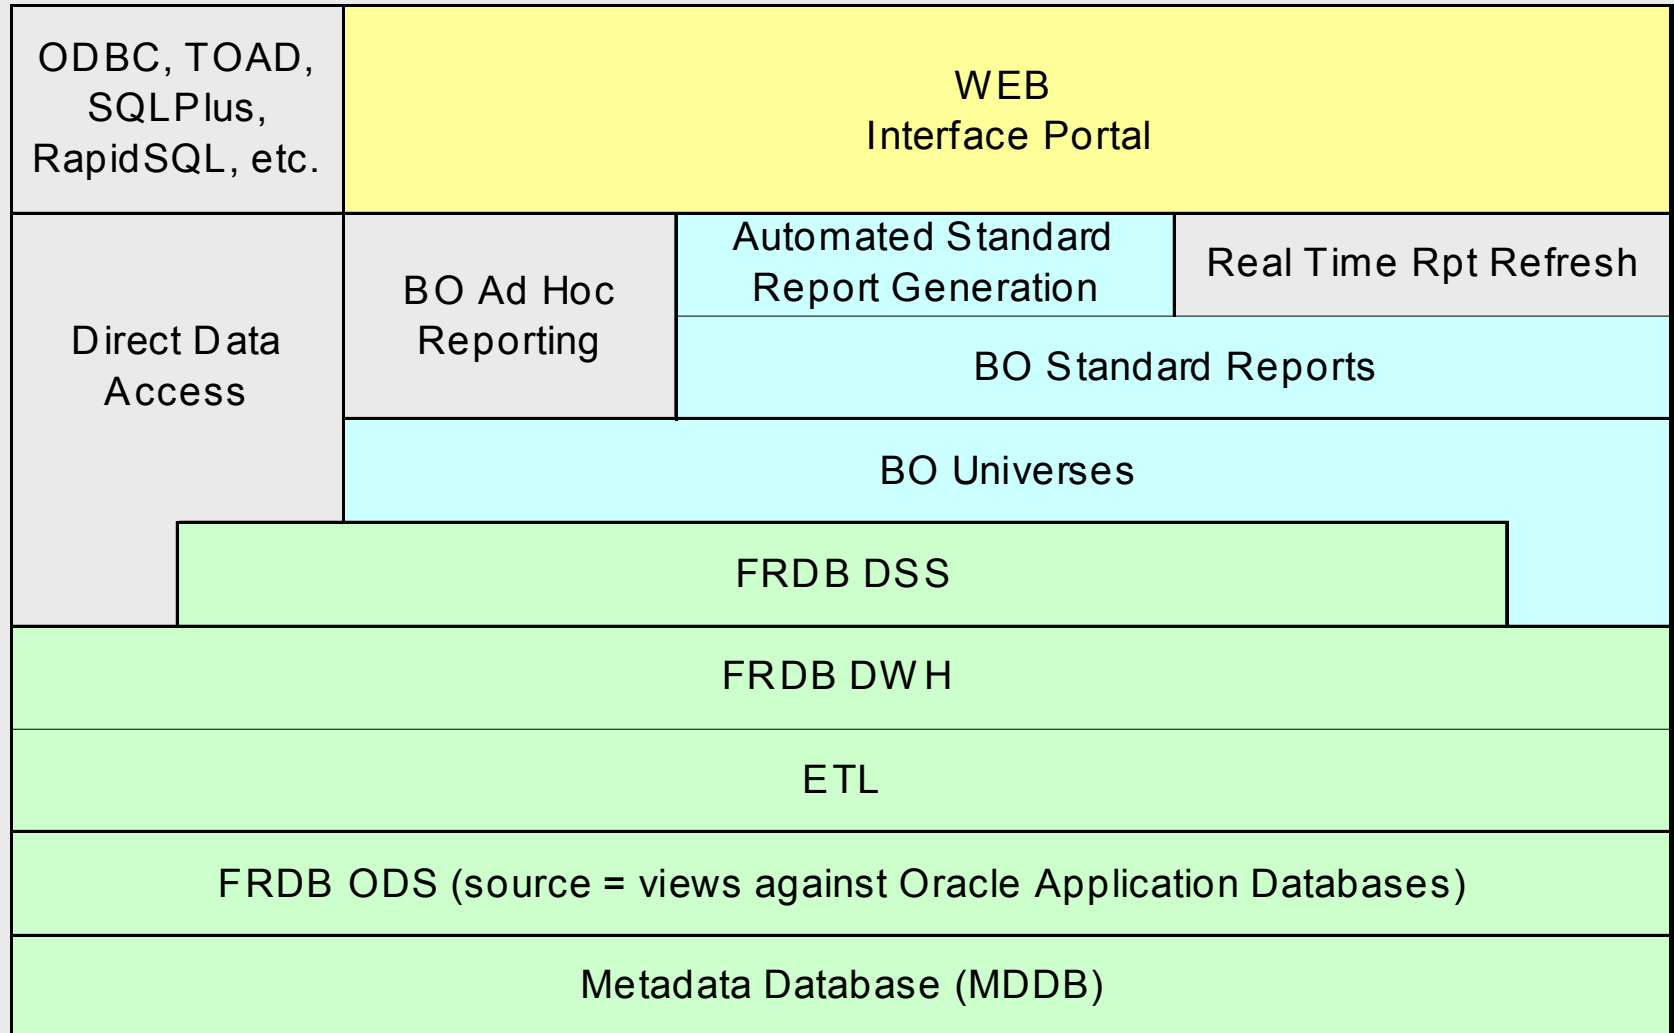 ODBC, TOAD,
SQLPlus,
RapidSQL, etc.
WEB
Interface Portal
Direct Data
Access
BO Ad Hoc
Reporting
Automated Standard
Report Generation
Real Time Rpt Refresh
BO Standard Reports
BO Universes
FRDB DSS
FRDB DWH
ETL
FRDB ODS (source = views against Oracle Application Databases)
Metadata Database (MDDB)